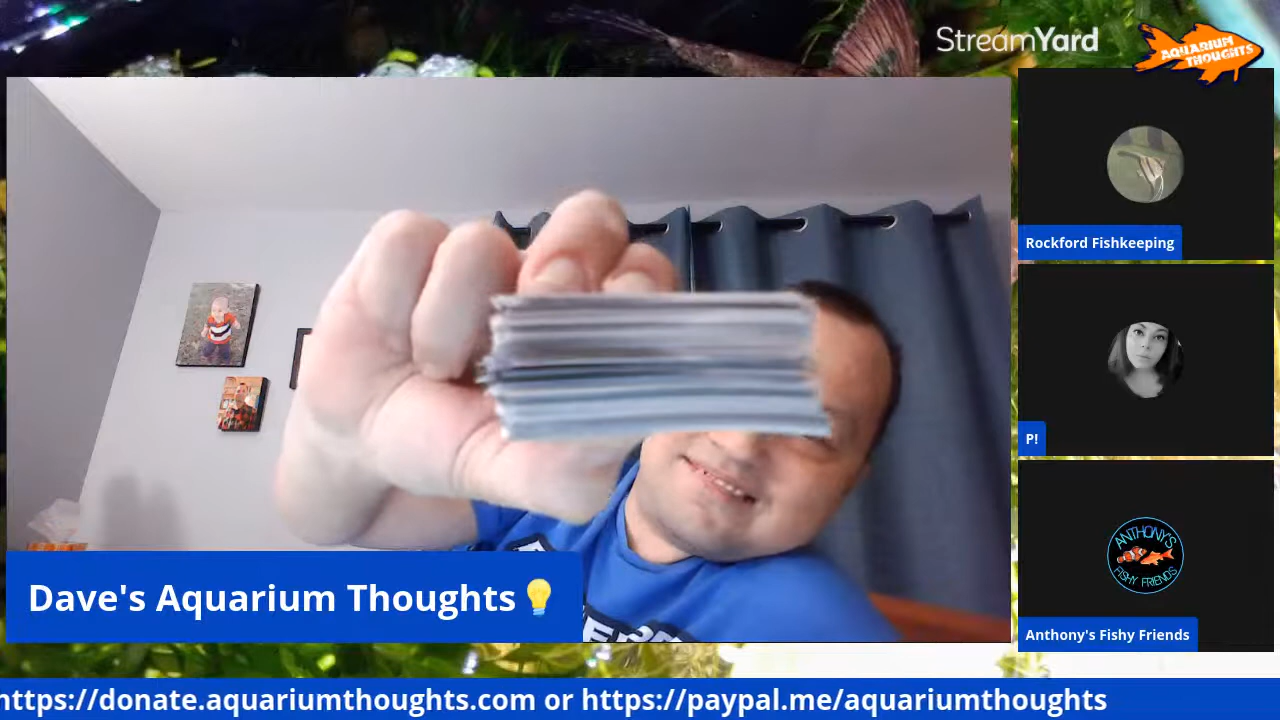 StreamYard
AQUARIUM
THOUGHTS
Rockford Fishkeeping
P!
ANTHONY'S
FISHY FRIENDS
Anthony's Fishy Friends
Dave's Aquarium Thoughts
https://donate.aquariumthoughts.com or https://paypal.me/aquariumthoughts